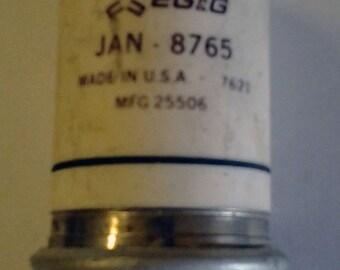 EG&G
JAN - 8765
MADE IN U.S.A. - 7621
MFG 25506